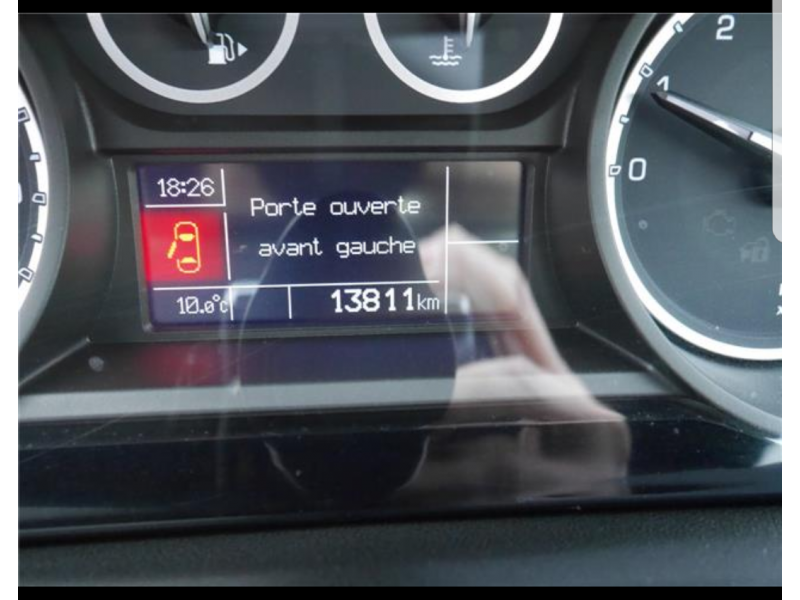 2
1
0
18:26
Porte ouverte
avant gauche
10.0°C
13811km